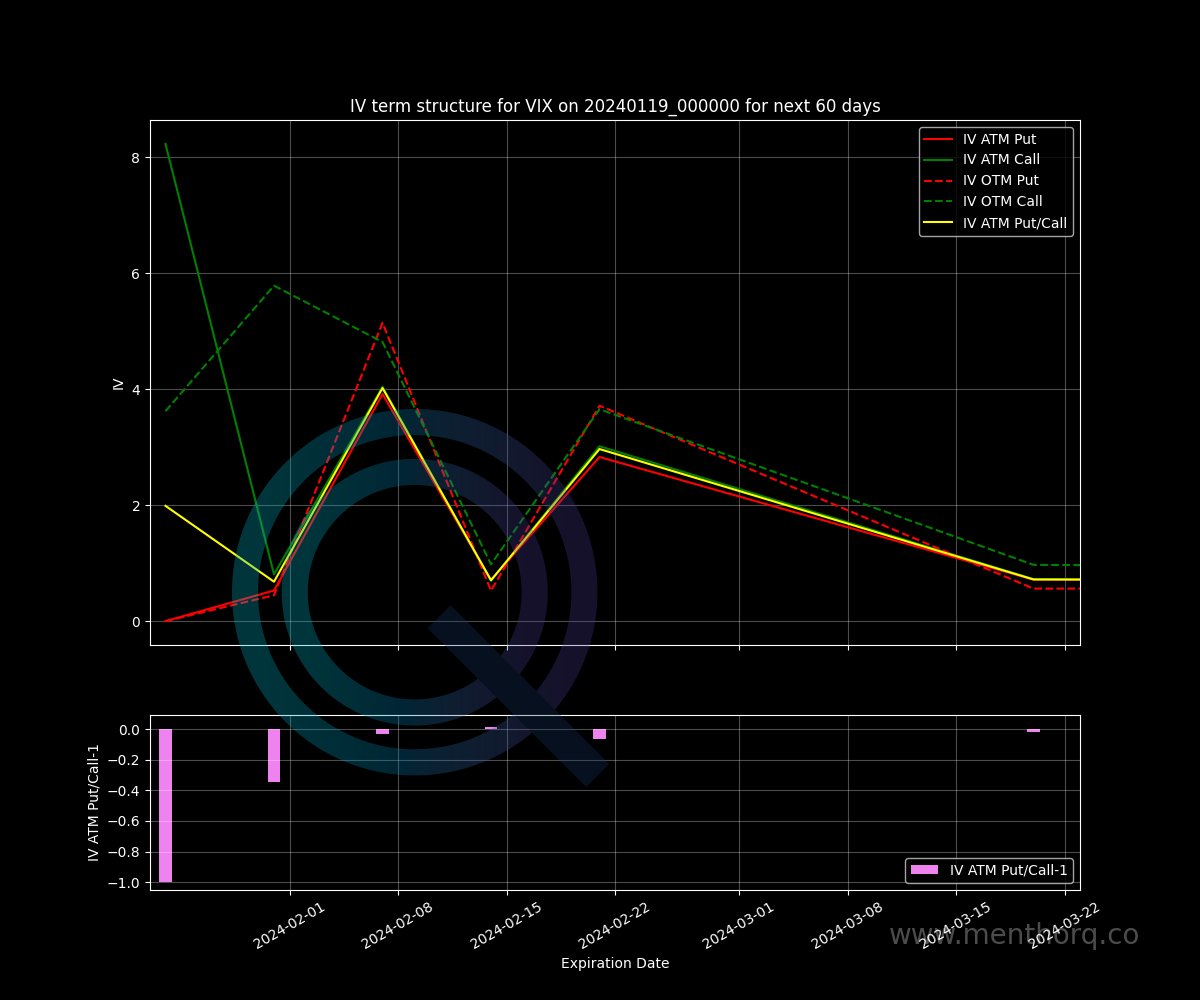 IV term structure for VIX on 20240119_000000 for next 60 days
IV ATM Put
IV ATM Call
IV OTM Put
IV OTM Call
IV ATM Put/Call
8
6
4
2
0
IV
0.0
−0.2
−0.4
−0.6
−0.8
−1.0
IV ATM Put/Call-1
IV ATM Put/Call-1
2024-02-01
2024-02-08
2024-02-15
2024-02-22
2024-03-01
2024-03-08
2024-03-15
2024-03-22
Expiration Date
www.menthorq.co